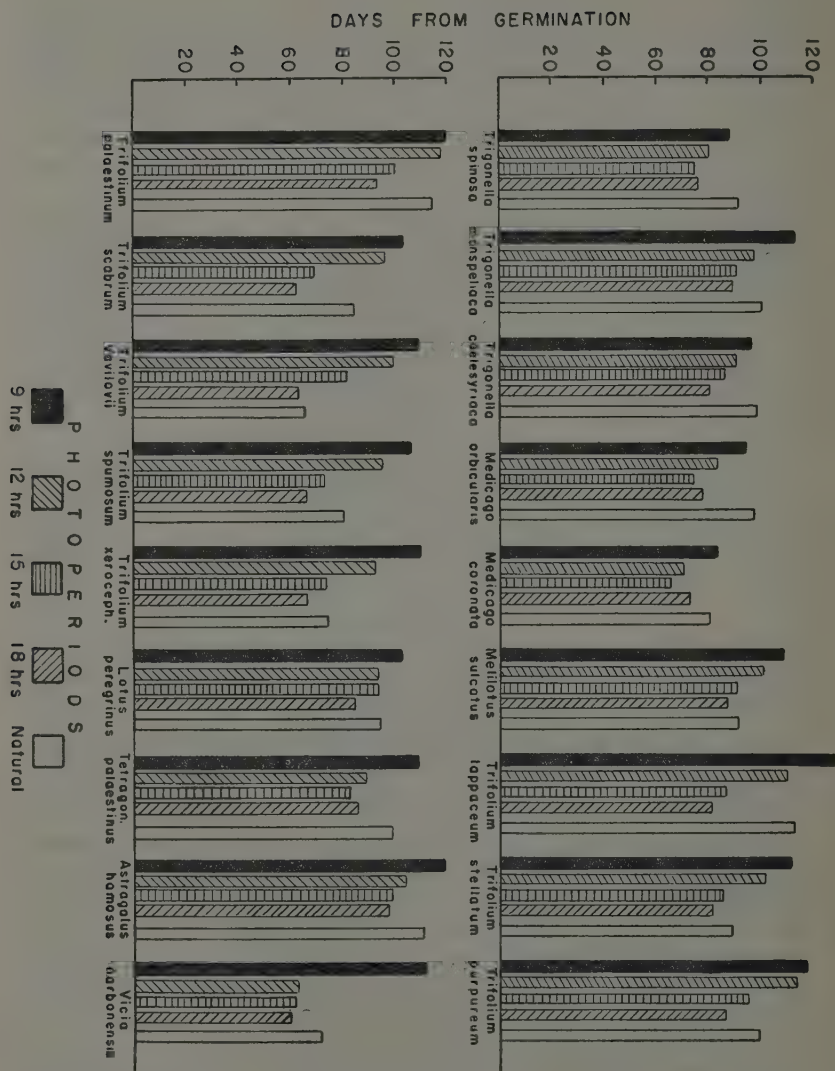 DAYS FROM GERMINATION
120
100
80
60
40
20
Trigonella
spinosa
Trigonella
monspeliaca
Trigonella
coelesyriaca
Medicago
orbicularis
Medicago
coronata
Melilotus
sulcatus
Trifolium
lappaceum
Trifolium
stellatum
Trifolium
purpureum
120
100
80
60
40
20
Trifolium
palaestinum
Trifolium
scabrum
Trifolium
Vavilovii
Trifolium
spumosum
Trifolium
xeroceph.
Lotus
peregrinus
Tetragon.
palaestinus
Astragalus
hamosus
Vicia
narbonensis
PHOTOPERIODS
9 hrs
12 hrs
15 hrs
18 hrs
Natural